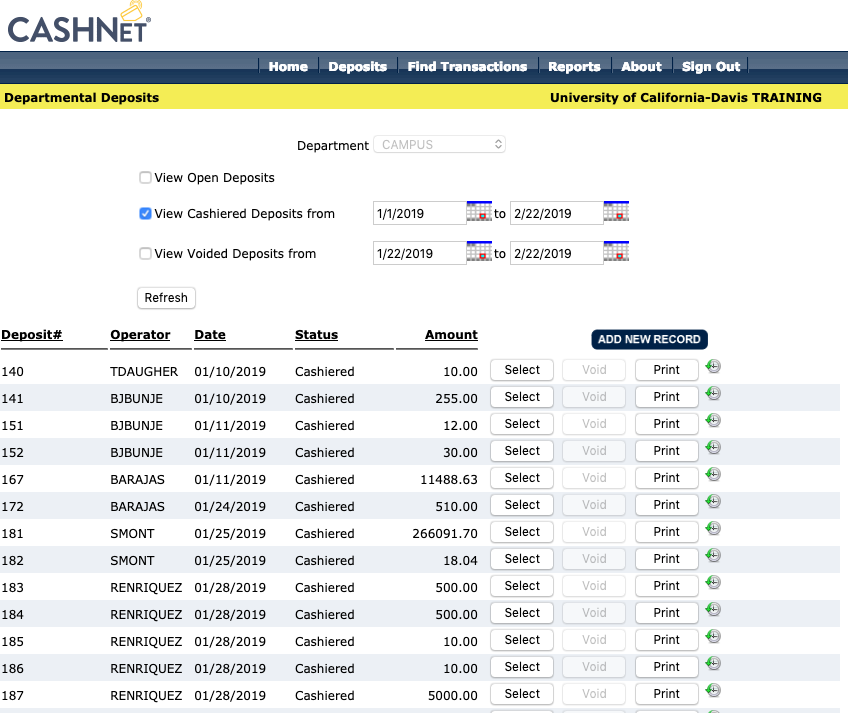 CASHNET®
Home Deposits Find Transactions Reports About Sign Out
Departmental Deposits University of California-Davis TRAINING
Department CAMPUS
View Open Deposits
View Cashiered Deposits from 1/1/2019 to 2/22/2019
View Voided Deposits from 1/22/2019 to 2/22/2019
Refresh
Deposit# Operator Date Status Amount ADD NEW RECORD
140 TDAUGHER 01/10/2019 Cashiered 10.00 Select Void Print
141 BJBUNJE 01/10/2019 Cashiered 255.00 Select Void Print
151 BJBUNJE 01/11/2019 Cashiered 12.00 Select Void Print
152 BJBUNJE 01/11/2019 Cashiered 30.00 Select Void Print
167 BARAJAS 01/11/2019 Cashiered 11488.63 Select Void Print
172 BARAJAS 01/24/2019 Cashiered 510.00 Select Void Print
181 SMONT 01/25/2019 Cashiered 266091.70 Select Void Print
182 SMONT 01/25/2019 Cashiered 18.04 Select Void Print
183 RENRIQUEZ 01/28/2019 Cashiered 500.00 Select Void Print
184 RENRIQUEZ 01/28/2019 Cashiered 500.00 Select Void Print
185 RENRIQUEZ 01/28/2019 Cashiered 10.00 Select Void Print
186 RENRIQUEZ 01/28/2019 Cashiered 10.00 Select Void Print
187 RENRIQUEZ 01/28/2019 Cashiered 5000.00 Select Void Print